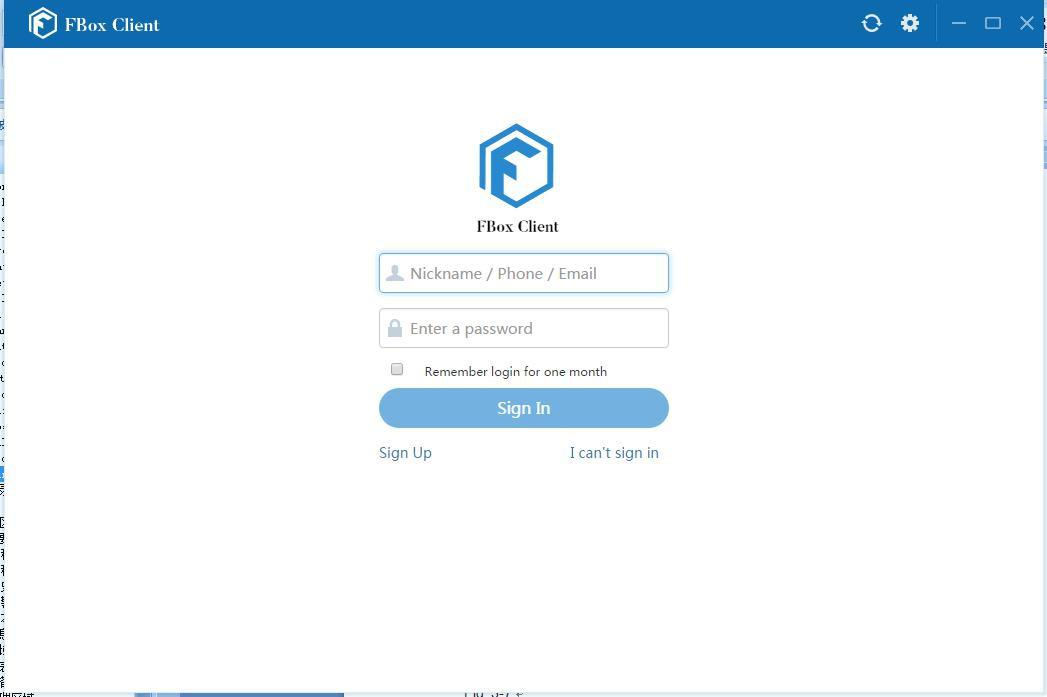 FBox Client
FBox Client
Nickname / Phone / Email
Enter a password
Remember login for one month
Sign In
Sign Up
I can't sign in